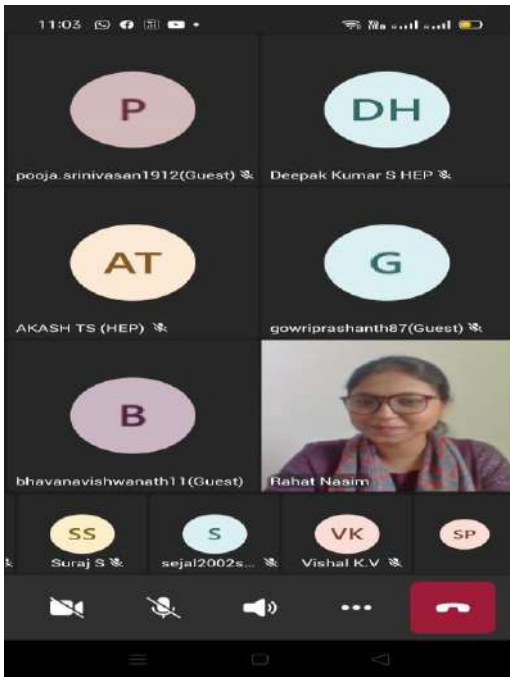 11:03
P
DH
pooja.srinivasan1912(Guest)
Deepak Kumar S HEP
AT
G
AKASH TS (HEP)
gowriprashanth87(Guest)
B
bhavanavishwanath11(Guest)
Rahat Nasim
SS
S
VK
SP
Suraj S
sejal2002s...
Vishal K.V